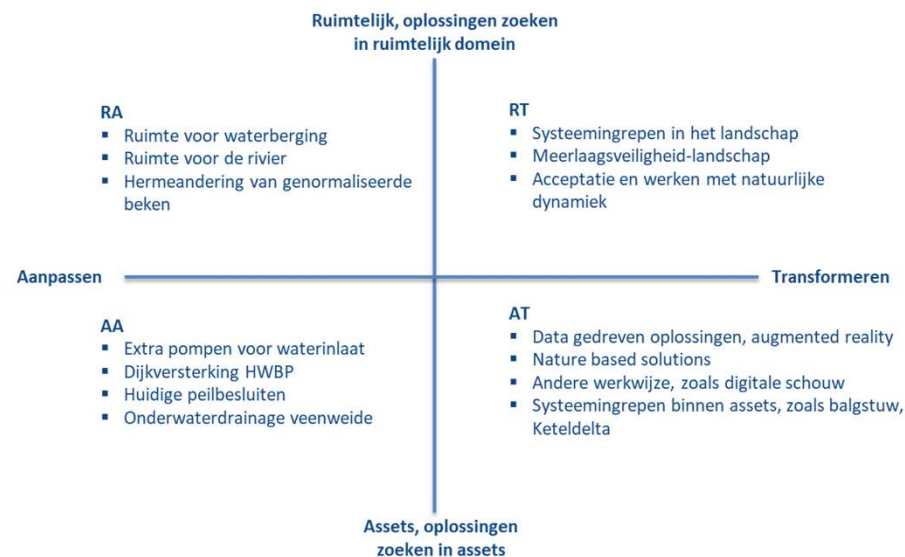 Ruimtelijk, oplossingen zoeken
in ruimtelijk domein
RA
▪ Ruimte voor waterberging
▪ Ruimte voor de rivier
▪ Hermeandering van genormaliseerde
beken
RT
▪ Systeemingrepen in het landschap
▪ Meerlaagsveiligheid-landschap
▪ Acceptatie en werken met natuurlijke
dynamiek
Aanpassen
Transformeren
AA
▪ Extra pompen voor waterinlaat
▪ Dijkversterking HWBP
▪ Huidige peilbesluiten
▪ Onderwaterdrainage veenweide
AT
▪ Data gedreven oplossingen, augmented reality
▪ Nature based solutions
▪ Andere werkwijze, zoals digitale schouw
▪ Systeemingrepen binnen assets, zoals balgstuw,
Keteldelta
Assets, oplossingen
zoeken in assets